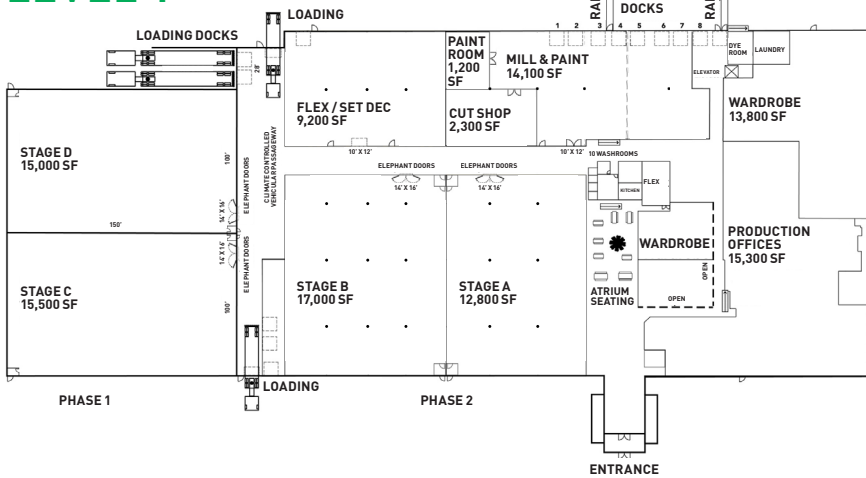 LOADING
LOADING DOCKS
DOCKS
1 2 3 4 5 6 7 8
28'
PAINT
ROOM
1,200
SF
MILL & PAINT
14,100 SF
DYE
ROOM
LAUNDRY
ELEVATOR
FLEX / SET DEC
9,200 SF
CUT SHOP
2,300 SF
WARDROBE
13,800 SF
STAGE D
15,000 SF
100'
150'
CLIMATE CONTROLLED
VEHICULAR PASSAGEWAY
ELEPHANT DOORS
14' X 16'
10' X 12'
10' X 12'
10 WASHROOMS
ELEPHANT DOORS
14' X 16'
ELEPHANT DOORS
14' X 16'
KITCHEN
FLEX
WARDROBE
OPEN
OPEN
PRODUCTION
OFFICES
15,300 SF
14' X 16'
ELEPHANT DOORS
STAGE C
15,500 SF
100'
STAGE B
17,000 SF
STAGE A
12,800 SF
ATRIUM
SEATING
LOADING
PHASE 1
PHASE 2
ENTRANCE